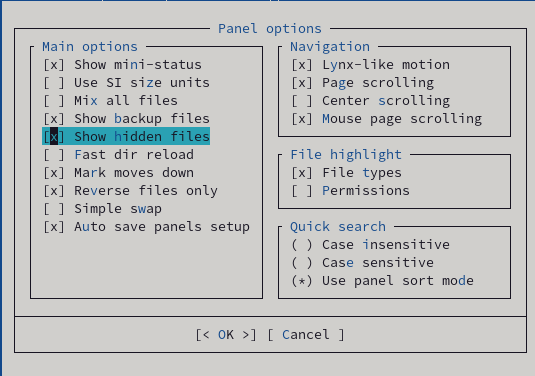 Panel options
Main options
[x] Show mini-status
[ ] Use SI size units
[ ] Mix all files
[x] Show backup files
[x] Show hidden files
[ ] Fast dir reload
[x] Mark moves down
[x] Reverse files only
[ ] Simple swap
[x] Auto save panels setup
Navigation
[x] Lynx-like motion
[x] Page scrolling
[ ] Center scrolling
[x] Mouse page scrolling
File highlight
[x] File types
[ ] Permissions
Quick search
( ) Case insensitive
( ) Case sensitive
(*) Use panel sort mode
[< OK >] [ Cancel ]